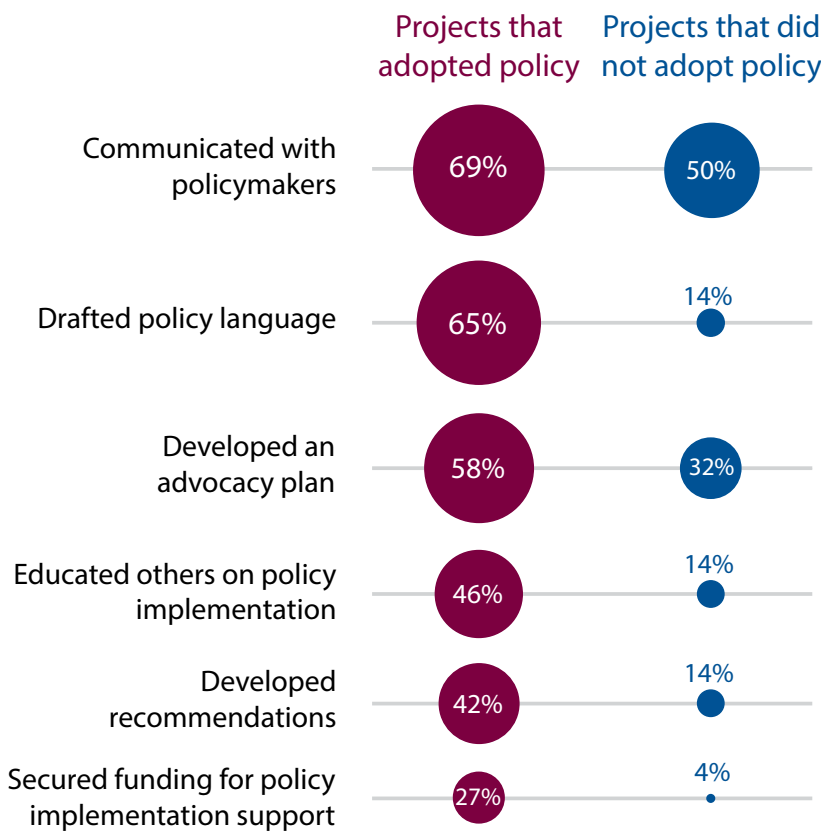 Projects that
adopted policy
Projects that did
not adopt policy
Communicated with
policymakers
69%
50%
Drafted policy language
65%
14%
Developed an
advocacy plan
58%
32%
Educated others on policy
implementation
46%
14%
Developed
recommendations
42%
14%
Secured funding for policy
implementation support
27%
4%